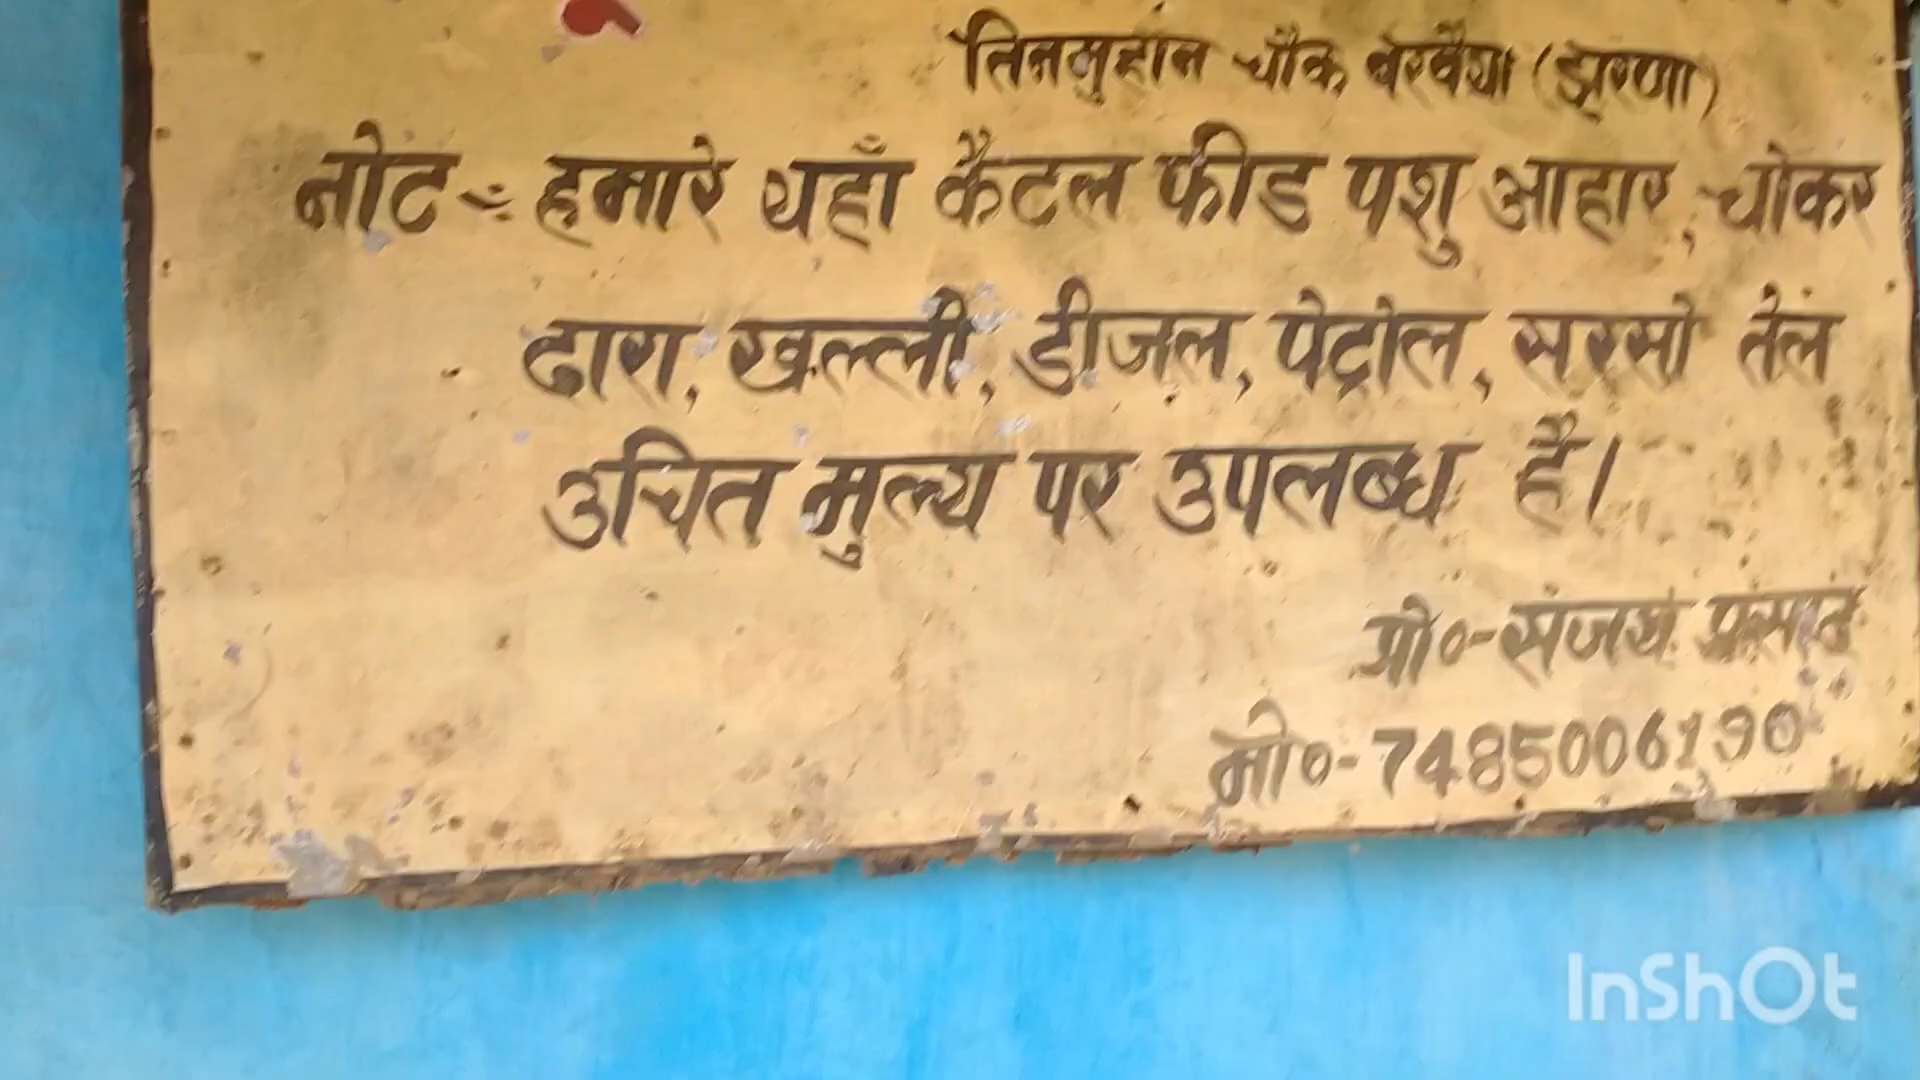 तिनमुहान चौक बरवैया (झरणा)
नोट - हमारे यहाँ कैटल फीड पशु आहार, चोकर
ढारा, खल्ली, डीजल, पेट्रोल, सरसो तेल
उचित मुल्य पर उपलब्ध है।
प्रो०-संजय प्रसाद
मो०-7485006190
InShOt